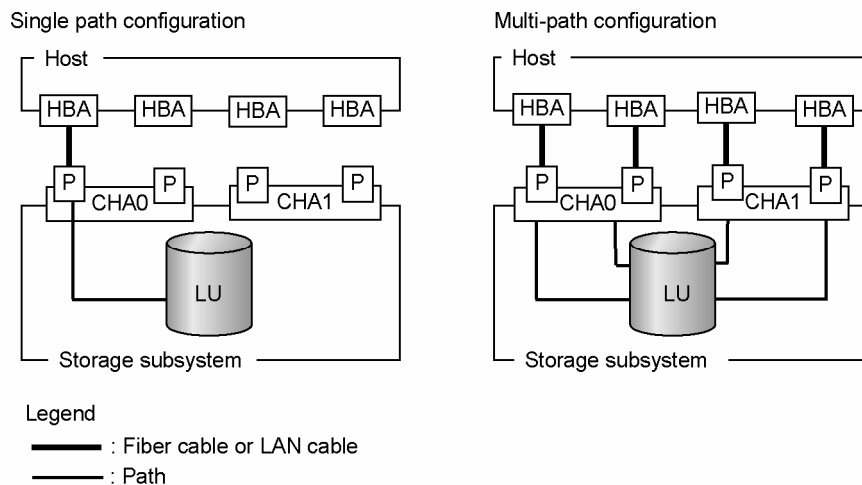 Single path configuration
Host
HBA HBA HBA HBA
P P P P
CHA0 CHA1
LU
Storage subsystem
Multi-path configuration
Host
HBA HBA HBA HBA
P P P P
CHA0 CHA1
LU
Storage subsystem
Legend
: Fiber cable or LAN cable
: Path